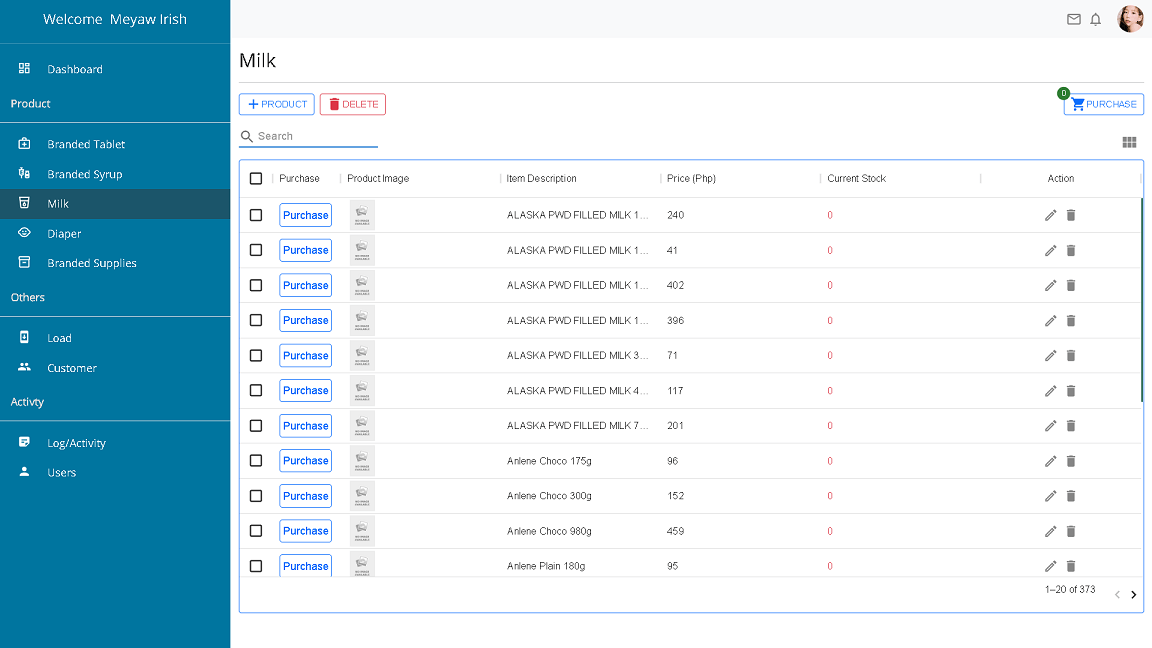 Welcome Meyaw Irish
Dashboard
Product
Branded Tablet
Branded Syrup
Milk
Diaper
Branded Supplies
Others
Load
Customer
Activty
Log/Activity
Users
Milk
PRODUCT DELETE
0
PURCHASE
Search
Purchase Product Image Item Description Price (Php) Current Stock Action
Purchase ALASKA PWD FILLED MILK 1... 240 0
Purchase ALASKA PWD FILLED MILK 1... 41 0
Purchase ALASKA PWD FILLED MILK 1... 402 0
Purchase ALASKA PWD FILLED MILK 1... 396 0
Purchase ALASKA PWD FILLED MILK 3... 71 0
Purchase ALASKA PWD FILLED MILK 4... 117 0
Purchase ALASKA PWD FILLED MILK 7... 201 0
Purchase Anlene Choco 175g 96 0
Purchase Anlene Choco 300g 152 0
Purchase Anlene Choco 980g 459 0
Purchase Anlene Plain 180g 95 0
1–20 of 373